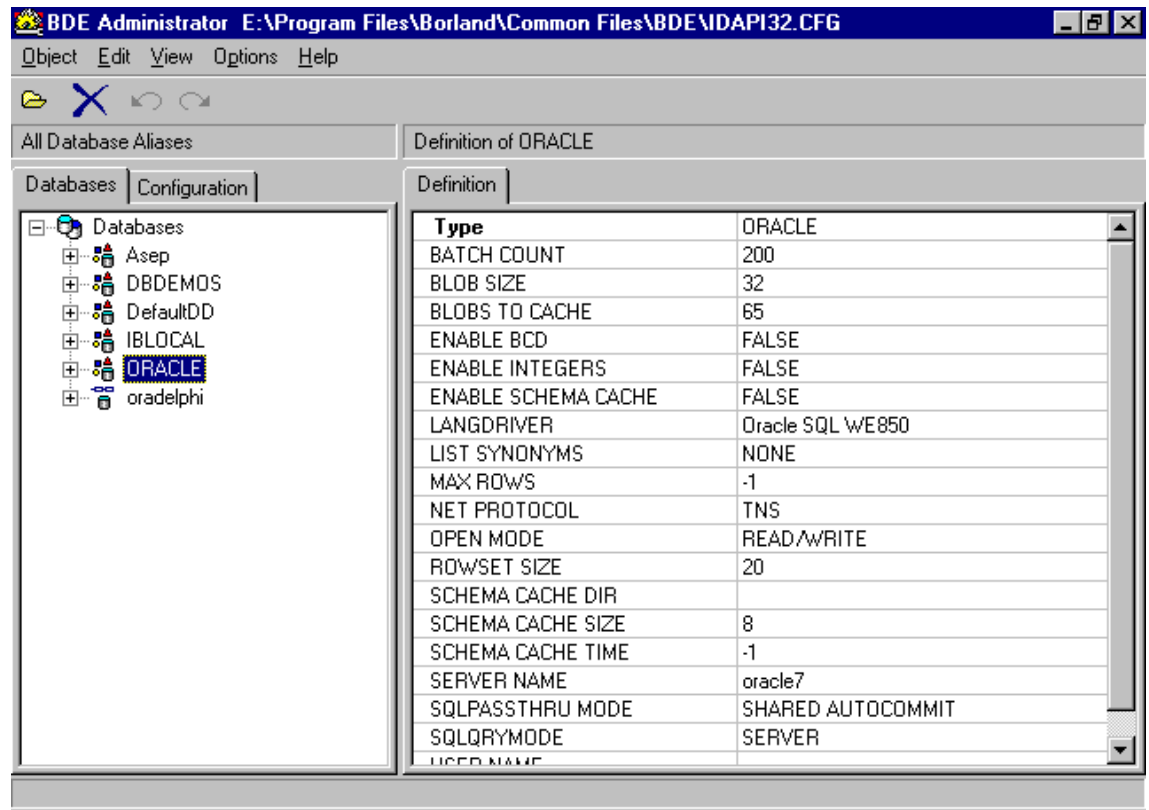 BDE Administrator E:\Program Files\Borland\Common Files\BDE\IDAPI32.CFG
Object Edit View Options Help
All Database Aliases
Definition of ORACLE
Databases Configuration
Definition
Databases
Asep
DBDEMOS
DefaultDD
IBLOCAL
ORACLE
oradelphi
Type ORACLE
BATCH COUNT 200
BLOB SIZE 32
BLOBS TO CACHE 65
ENABLE BCD FALSE
ENABLE INTEGERS FALSE
ENABLE SCHEMA CACHE FALSE
LANGDRIVER Oracle SQL WE850
LIST SYNONYMS NONE
MAX ROWS -1
NET PROTOCOL TNS
OPEN MODE READ/WRITE
ROWSET SIZE 20
SCHEMA CACHE DIR
SCHEMA CACHE SIZE 8
SCHEMA CACHE TIME -1
SERVER NAME oracle7
SQLPASSTHRU MODE SHARED AUTOCOMMIT
SQLQRYMODE SERVER
USER NAME